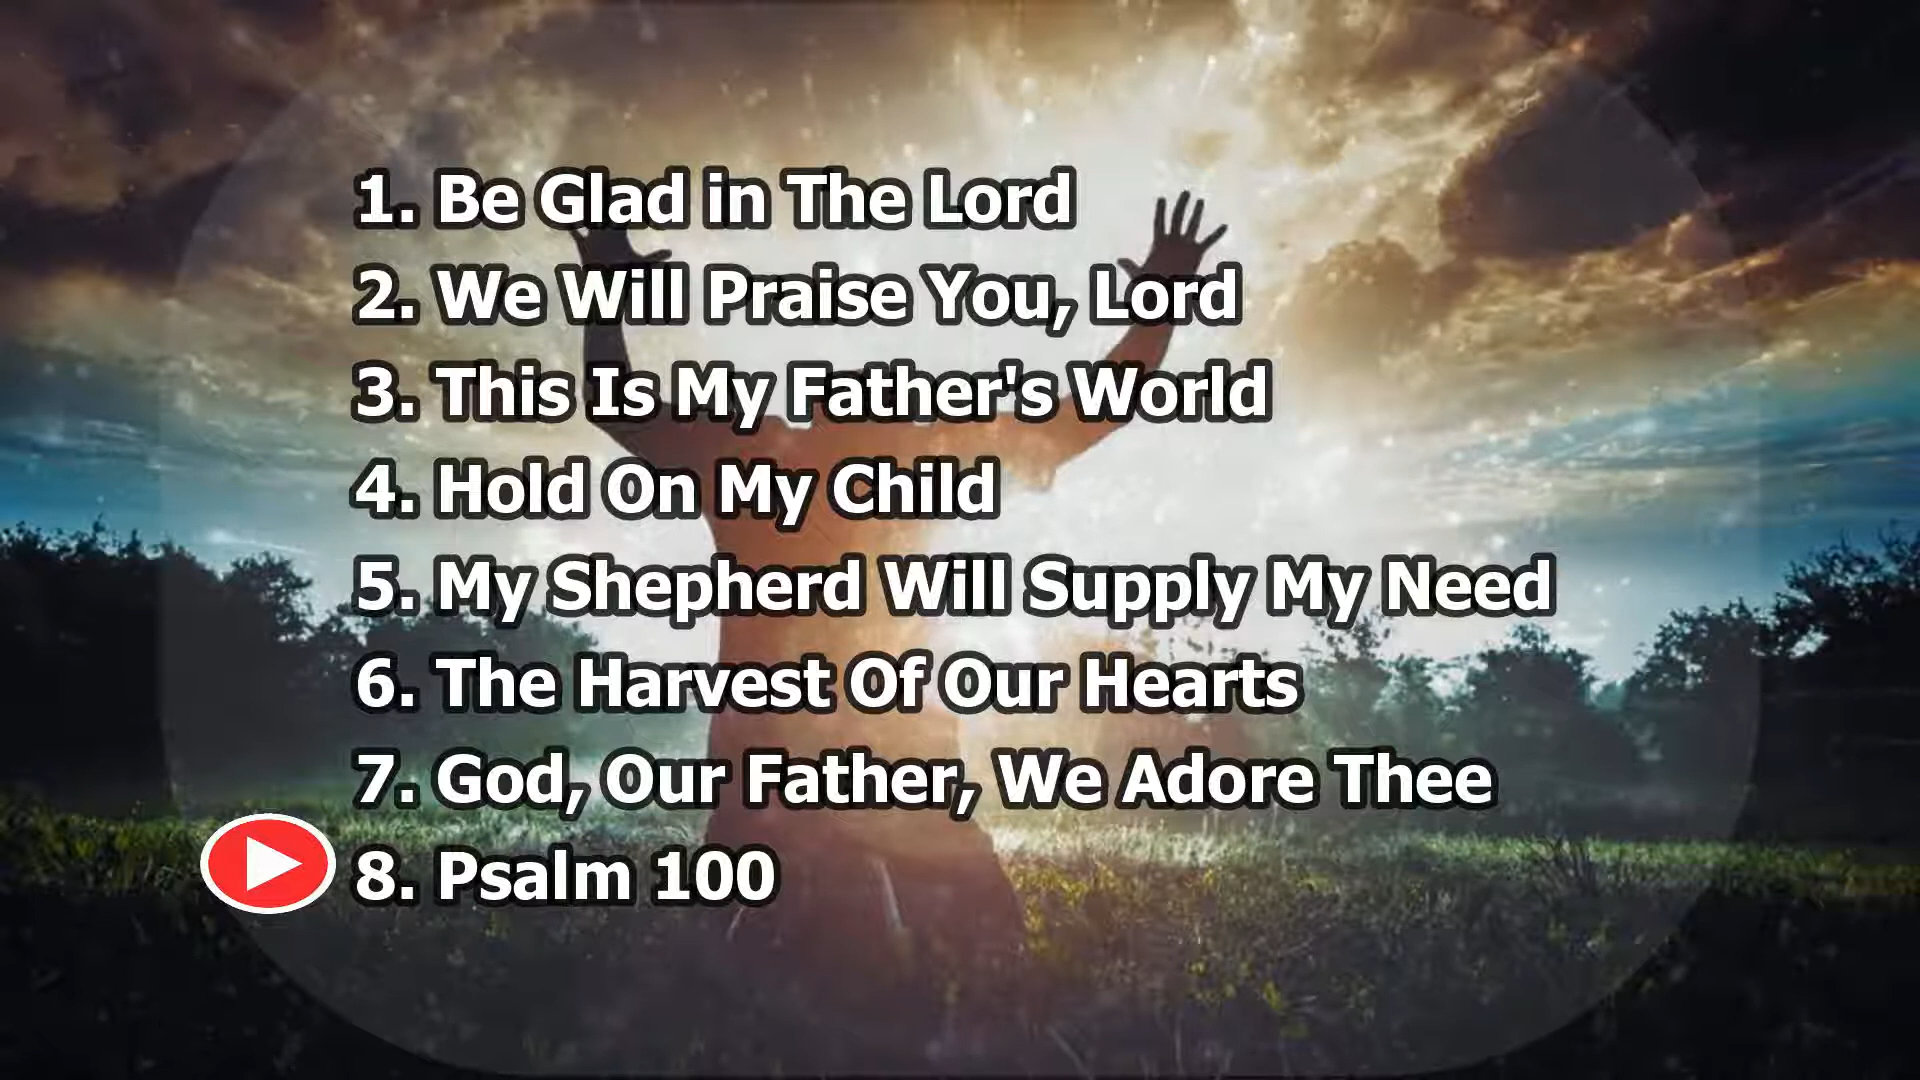 1. Be Glad in The Lord
2. We Will Praise You, Lord
3. This Is My Father's World
4. Hold On My Child
5. My Shepherd Will Supply My Need
6. The Harvest Of Our Hearts
7. God, Our Father, We Adore Thee
8. Psalm 100